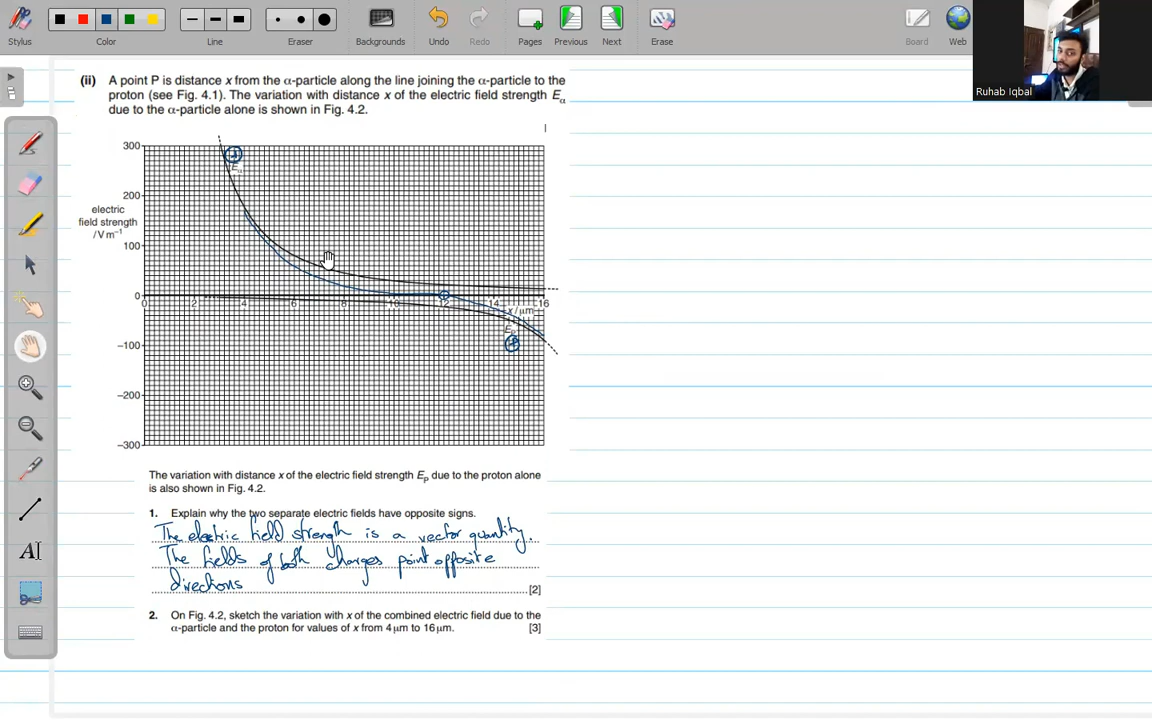 Stylus
Color
Line
Eraser
Backgrounds
Undo
Redo
Pages
Previous
Next
Erase
Board
Web
Ruhab Iqbal
(ii) A point P is distance x from the α-particle along the line joining the α-particle to the
proton (see Fig. 4.1). The variation with distance x of the electric field strength Eα
due to the α-particle alone is shown in Fig. 4.2.
300
200
electric
field strength
/ V m⁻¹
100
0
–100
–200
–300
0 2 4 6 8 10 12 14 16
x / μm
Eα
A
The variation with distance x of the electric field strength EP due to the proton alone
is also shown in Fig. 4.2.
1. Explain why the two separate electric fields have opposite signs.
The electric field strength is a vector quantity.
The fields of both charges point opposite
directions
[2]
2. On Fig. 4.2, sketch the variation with x of the combined electric field due to the
α-particle and the proton for values of x from 4 μm to 16 μm. [3]